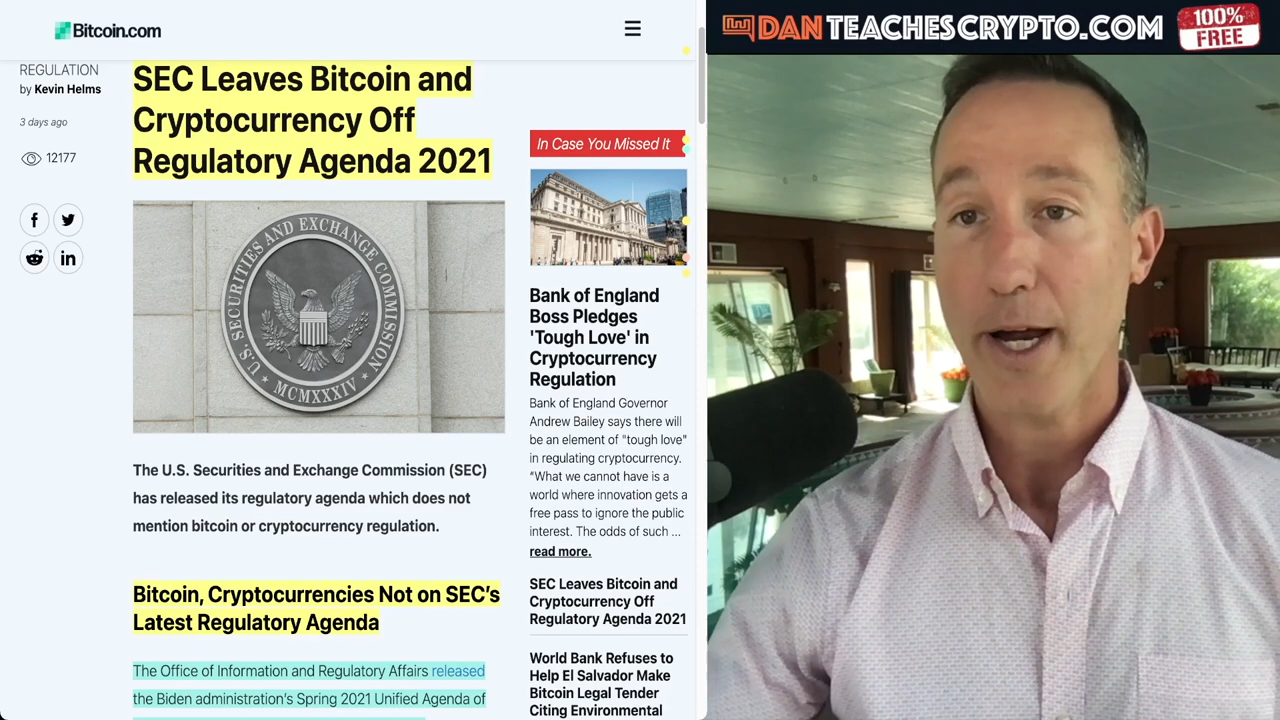 Bitcoin.com
REGULATION
by Kevin Helms
3 days ago
12177
SEC Leaves Bitcoin and
Cryptocurrency Off
Regulatory Agenda 2021
U.S. SECURITIES AND EXCHANGE COMMISSION
MCMXXXIV
The U.S. Securities and Exchange Commission (SEC)
has released its regulatory agenda which does not
mention bitcoin or cryptocurrency regulation.
Bitcoin, Cryptocurrencies Not on SEC’s
Latest Regulatory Agenda
The Office of Information and Regulatory Affairs released
the Biden administration's Spring 2021 Unified Agenda of
In Case You Missed It
Bank of England
Boss Pledges
'Tough Love' in
Cryptocurrency
Regulation
Bank of England Governor
Andrew Bailey says there will
be an element of "tough love"
in regulating cryptocurrency.
"What we cannot have is a
world where innovation gets a
free pass to ignore the public
interest. The odds of such ...
read more.
SEC Leaves Bitcoin and
Cryptocurrency Off
Regulatory Agenda 2021
World Bank Refuses to
Help El Salvador Make
Bitcoin Legal Tender
Citing Environmental
DANTEACHESCRYPTO.COM
100%
FREE